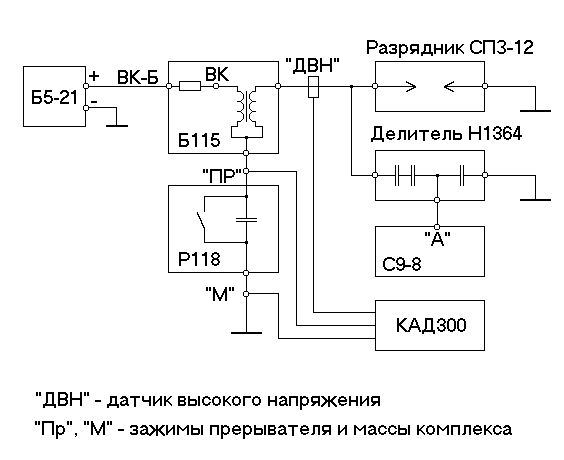 Разрядник СПЗ-12
"ДВН"
+ ВК-Б ВК
Б5-21
-
Б115
Делитель Н1364
"ПР"
"А"
Р118
С9-8
"М"
КАД300
"ДВН" - датчик высокого напряжения
"Пр", "М" - зажимы прерывателя и массы комплекса